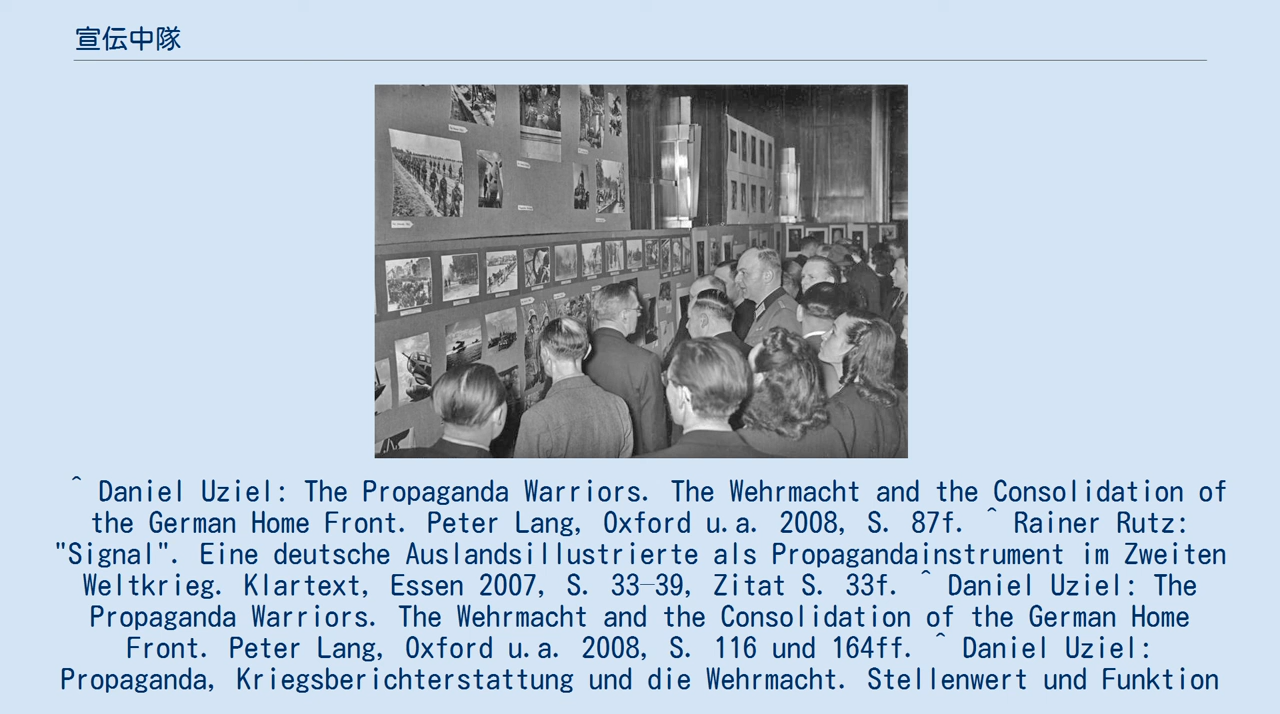 宣伝中隊
^ Daniel Uziel: The Propaganda Warriors. The Wehrmacht and the Consolidation of
the German Home Front. Peter Lang, Oxford u.a. 2008, S. 87f. ^ Rainer Rutz:
"Signal". Eine deutsche Auslandsillustrierte als Propagandainstrument im Zweiten
Weltkrieg. Klartext, Essen 2007, S. 33–39, Zitat S. 33f. ^ Daniel Uziel: The
Propaganda Warriors. The Wehrmacht and the Consolidation of the German Home
Front. Peter Lang, Oxford u.a. 2008, S. 116 und 164ff. ^ Daniel Uziel:
Propaganda, Kriegsberichterstattung und die Wehrmacht. Stellenwert und Funktion